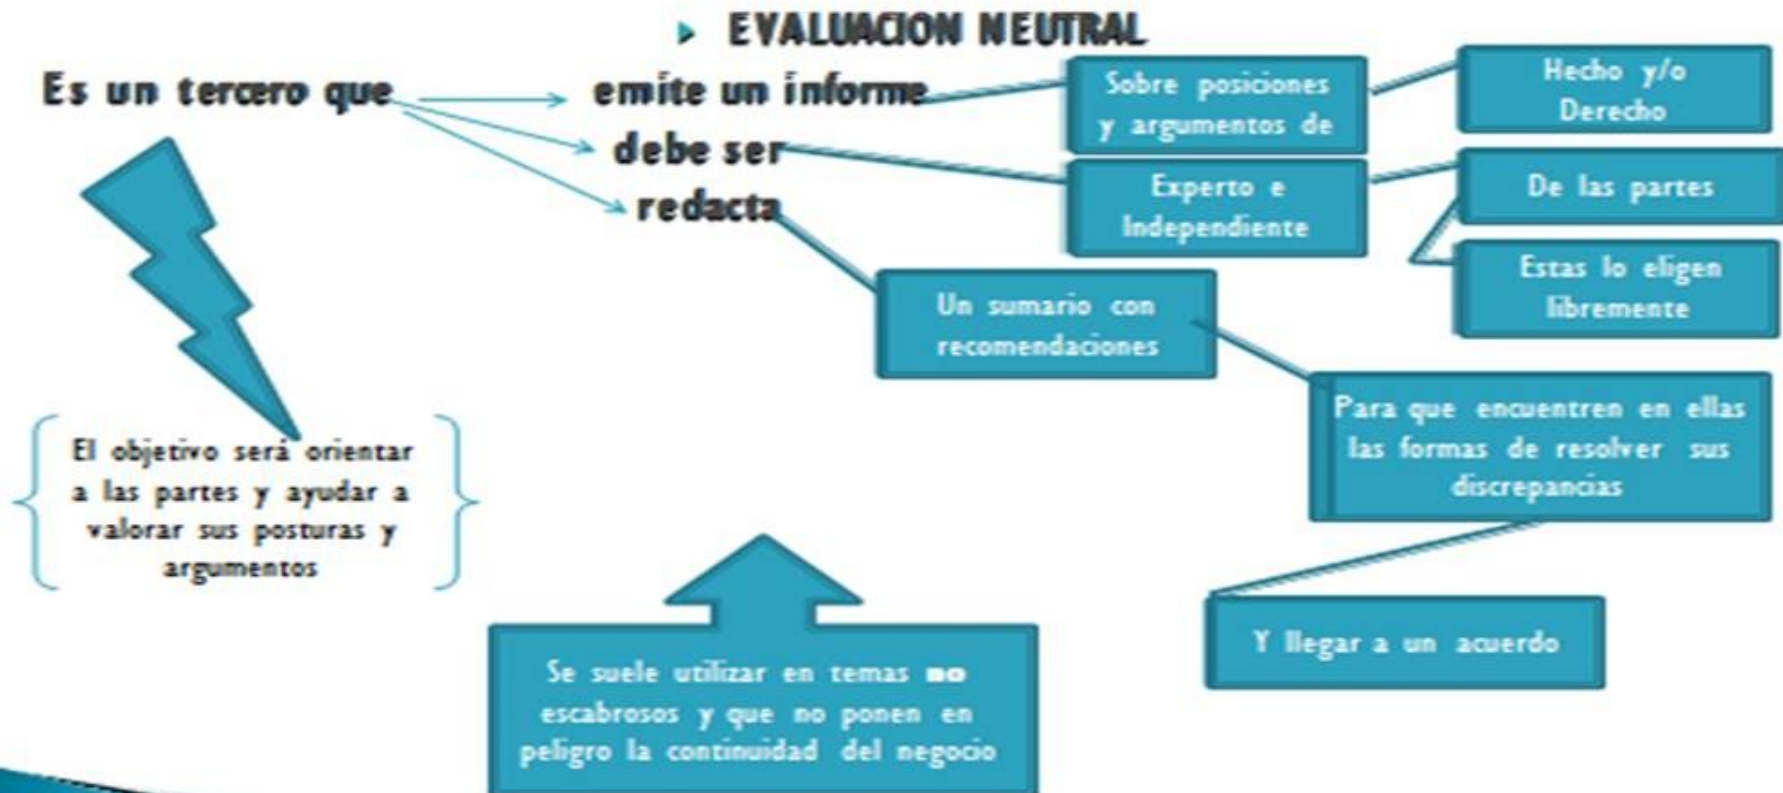 EVALUACION NEUTRAL
Es un tercero que
emite un informe
debe ser
redacta
Sobre posiciones
y argumentos de
Hecho y/o
Derecho
Experto e
Independiente
De las partes
Estas lo eligen
libremente
Un sumario con
recomendaciones
Para que encuentren en ellas
las formas de resolver sus
discrepancias
Y llegar a un acuerdo
El objetivo será orientar
a las partes y ayudar a
valorar sus posturas y
argumentos
Se suele utilizar en temas no
escabrosos y que no ponen en
peligro la continuidad del negocio